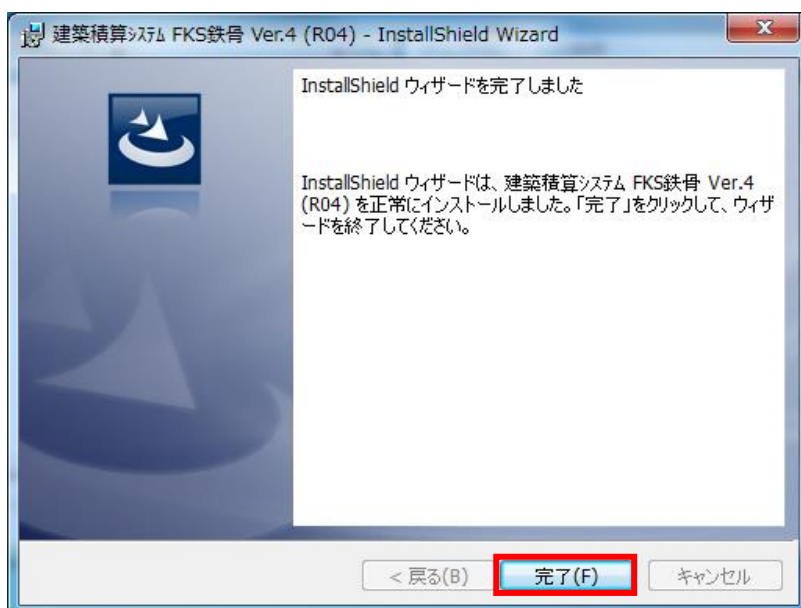 建築積算ｼｽﾃﾑ FKS鉄骨 Ver.4 (R04) - InstallShield Wizard
InstallShield ウィザードを完了しました
InstallShield ウィザードは、建築積算ｼｽﾃﾑ FKS鉄骨 Ver.4
(R04) を正常にインストールしました。「完了」をクリックして、ウィザ
ードを終了してください。
< 戻る(B)
完了(F)
キャンセル